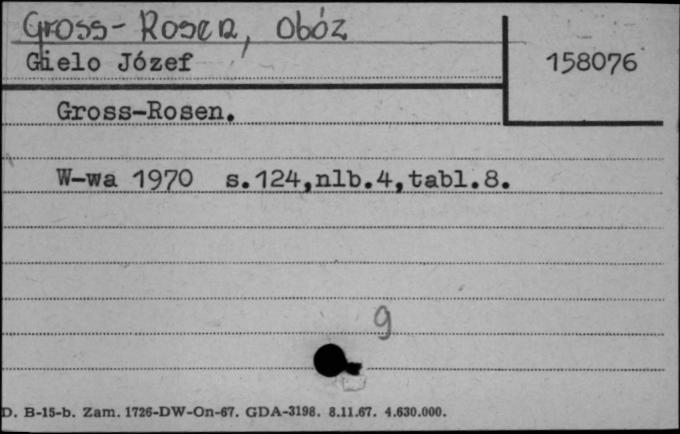 Gross-Rosen, obóz
Gielo Józef
158076
Gross-Rosen.
W-wa 1970 s.124,nlb.4,tabl.8.
9
D. B-15-b. Zam. 1726-DW-On-67. GDA-3198. 8.11.67. 4.630.000.